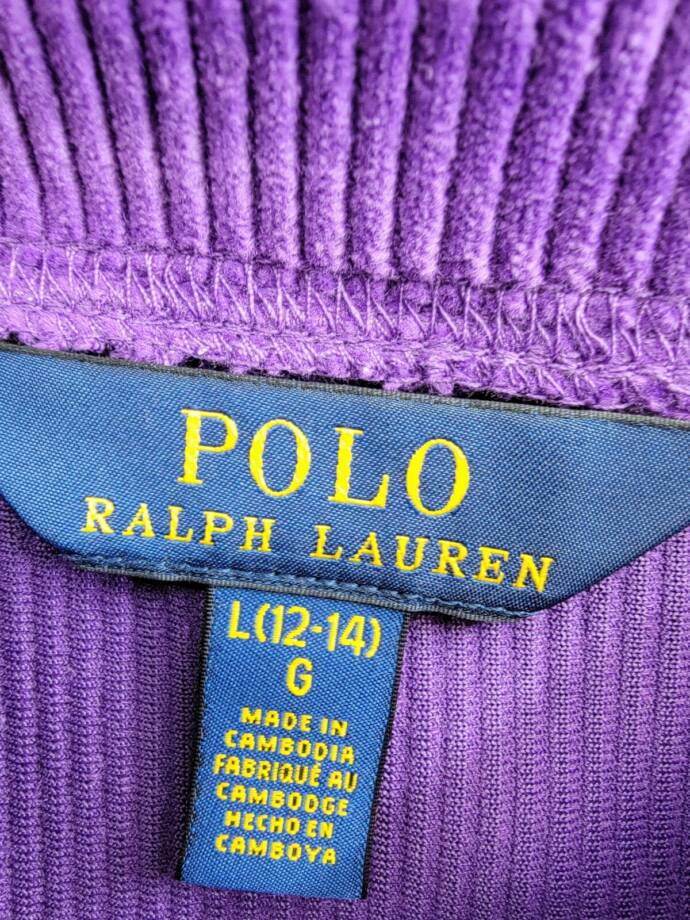 POLO
RALPH LAUREN
L(12-14)
G
MADE IN
CAMBODIA
FABRIQUÉ AU
CAMBODGE
HECHO EN
CAMBOYA